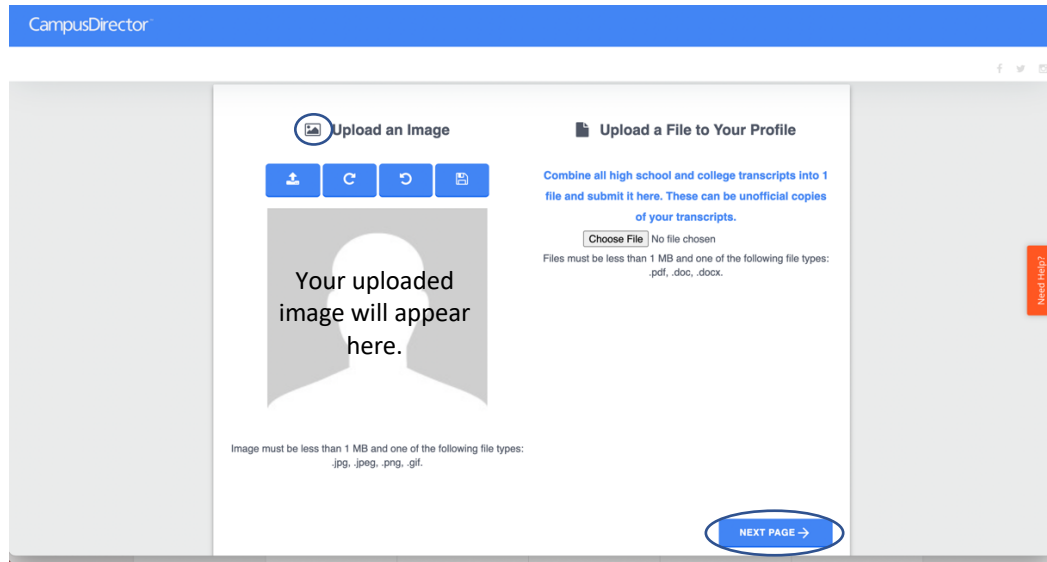 CampusDirector
Upload an Image
Your uploaded
image will appear
here.
Image must be less than 1 MB and one of the following file types:
.jpg, .jpeg, .png, .gif.
Upload a File to Your Profile
Combine all high school and college transcripts into 1
file and submit it here. These can be unofficial copies
of your transcripts.
Choose File No file chosen
Files must be less than 1 MB and one of the following file types:
.pdf, .doc, .docx.
Need Help?
NEXT PAGE →